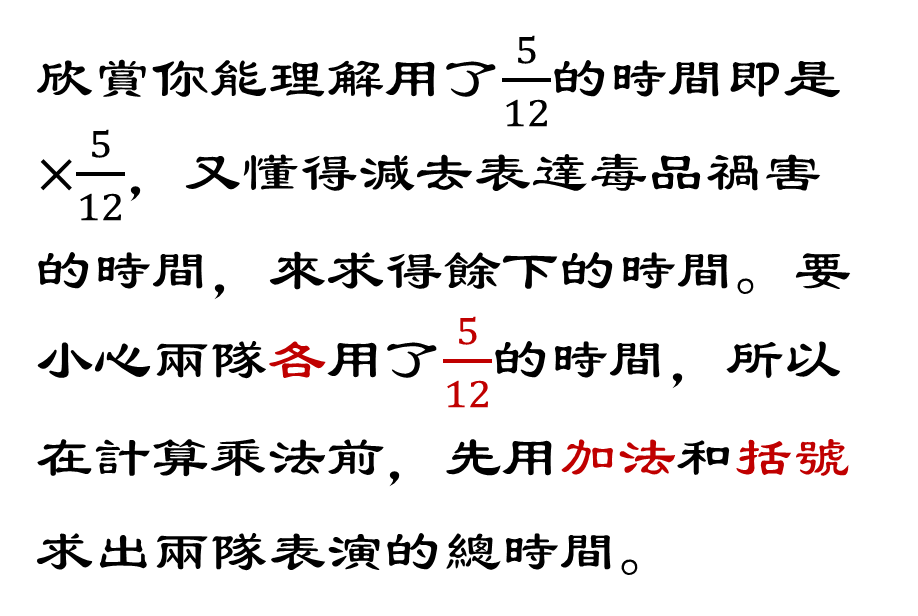 欣賞你能理解用了5/12的時間即是
×5/12，又懂得減去表達毒品禍害
的時間，來求得餘下的時間。要
小心兩隊各用了5/12的時間，所以
在計算乘法前，先用加法和括號
求出兩隊表演的總時間。